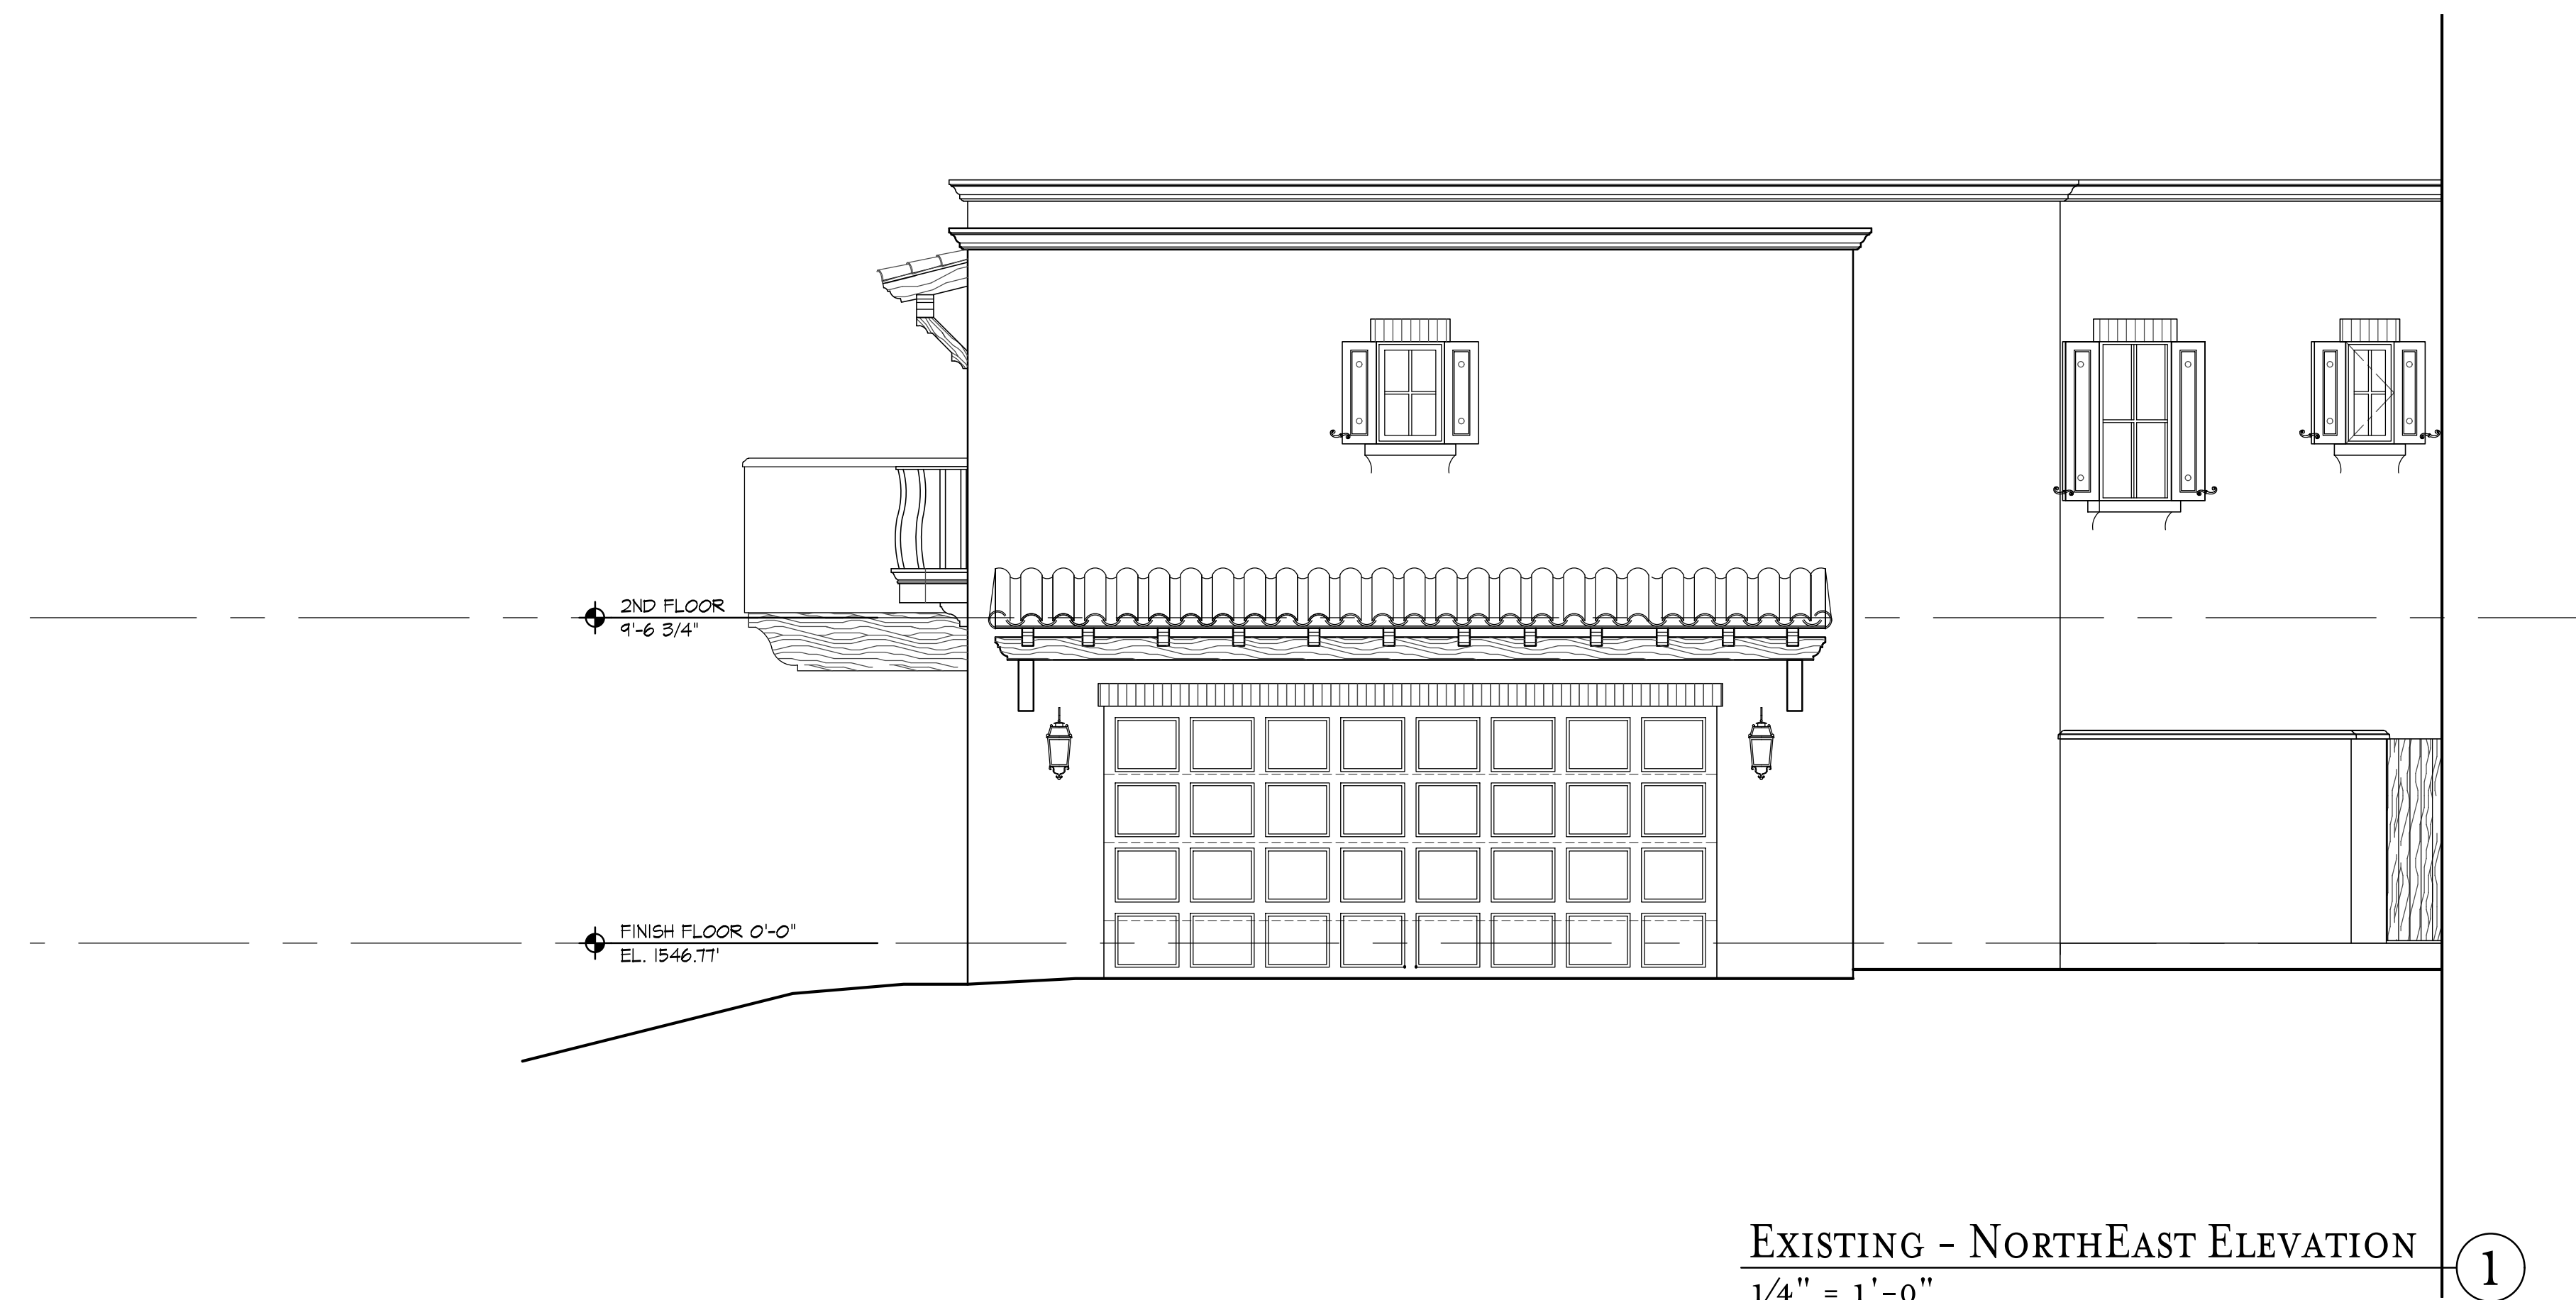 2ND FLOOR
9'-6 3/4"
FINISH FLOOR 0'-0"
EL. 1546.77'
EXISTING - NORTHEAST ELEVATION
1/4" = 1'-0"
1